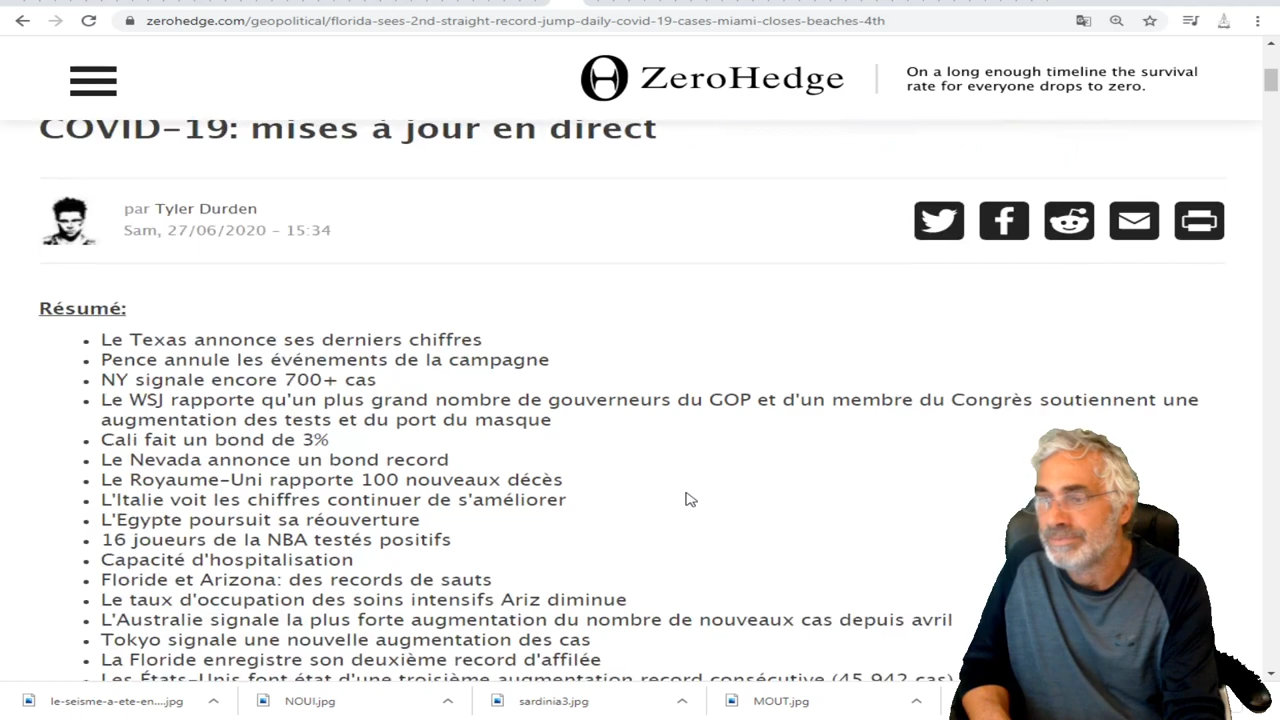 zerohedge.com/geopolitical/florida-sees-2nd-straight-record-jump-daily-covid-19-cases-miami-closes-beaches-4th
ZeroHedge
On a long enough timeline the survival
rate for everyone drops to zero.
COVID-19: mises à jour en direct
par Tyler Durden
Sam, 27/06/2020 - 15:34
Résumé:
Le Texas annonce ses derniers chiffres
Pence annule les événements de la campagne
NY signale encore 700+ cas
Le WSJ rapporte qu'un plus grand nombre de gouverneurs du GOP et d'un membre du Congrès soutiennent une
augmentation des tests et du port du masque
Cali fait un bond de 3%
Le Nevada annonce un bond record
Le Royaume-Uni rapporte 100 nouveaux décès
L'Italie voit les chiffres continuer de s'améliorer
L'Egypte poursuit sa réouverture
16 joueurs de la NBA testés positifs
Capacité d'hospitalisation
Floride et Arizona: des records de sauts
Le taux d'occupation des soins intensifs Ariz diminue
L'Australie signale la plus forte augmentation du nombre de nouveaux cas depuis avril
Tokyo signale une nouvelle augmentation des cas
La Floride enregistre son deuxième record d'affilée
Les États-Unis font état d'une troisième augmentation record consécutive (45 942 cas)
le-seisme-a-ete-en....jpg
NOUI.jpg
sardinia3.jpg
MOUT.jpg